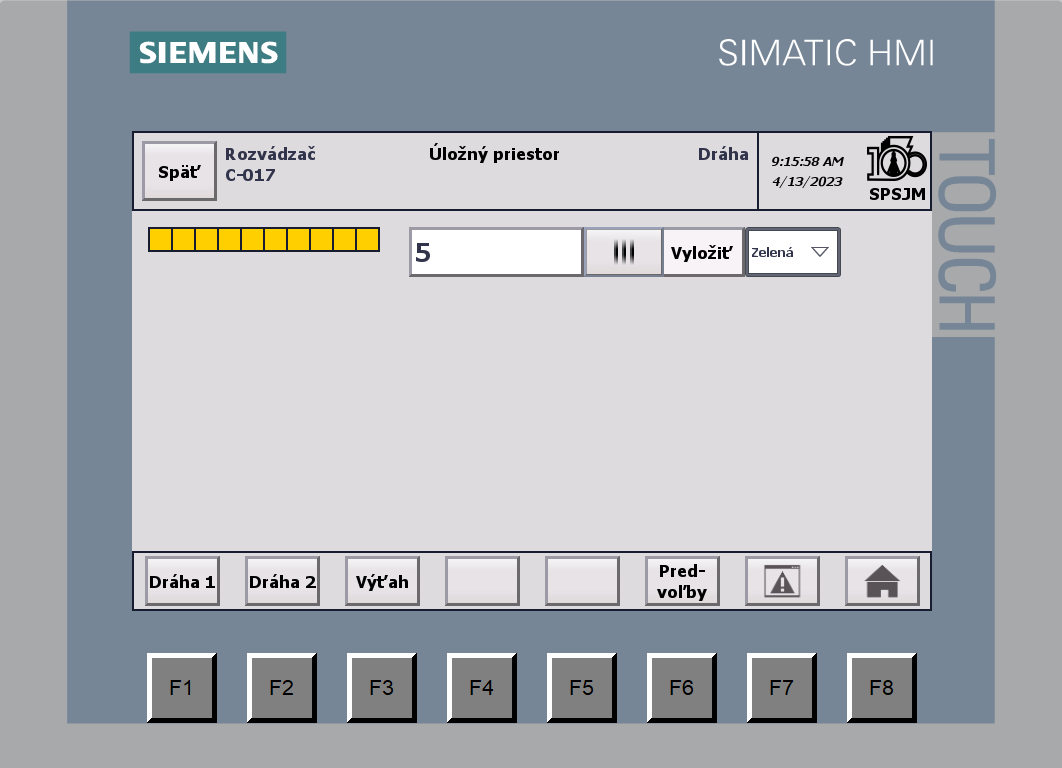 SIEMENS
SIMATIC HMI
TOUCH
Späť
Rozvádzač
C-017
Úložný priestor
Dráha
9:15:58 AM
4/13/2023
105
SPSJM
5
Vyložiť
Zelená
Dráha 1
Dráha 2
Výťah
Pred-
voľby
F1
F2
F3
F4
F5
F6
F7
F8